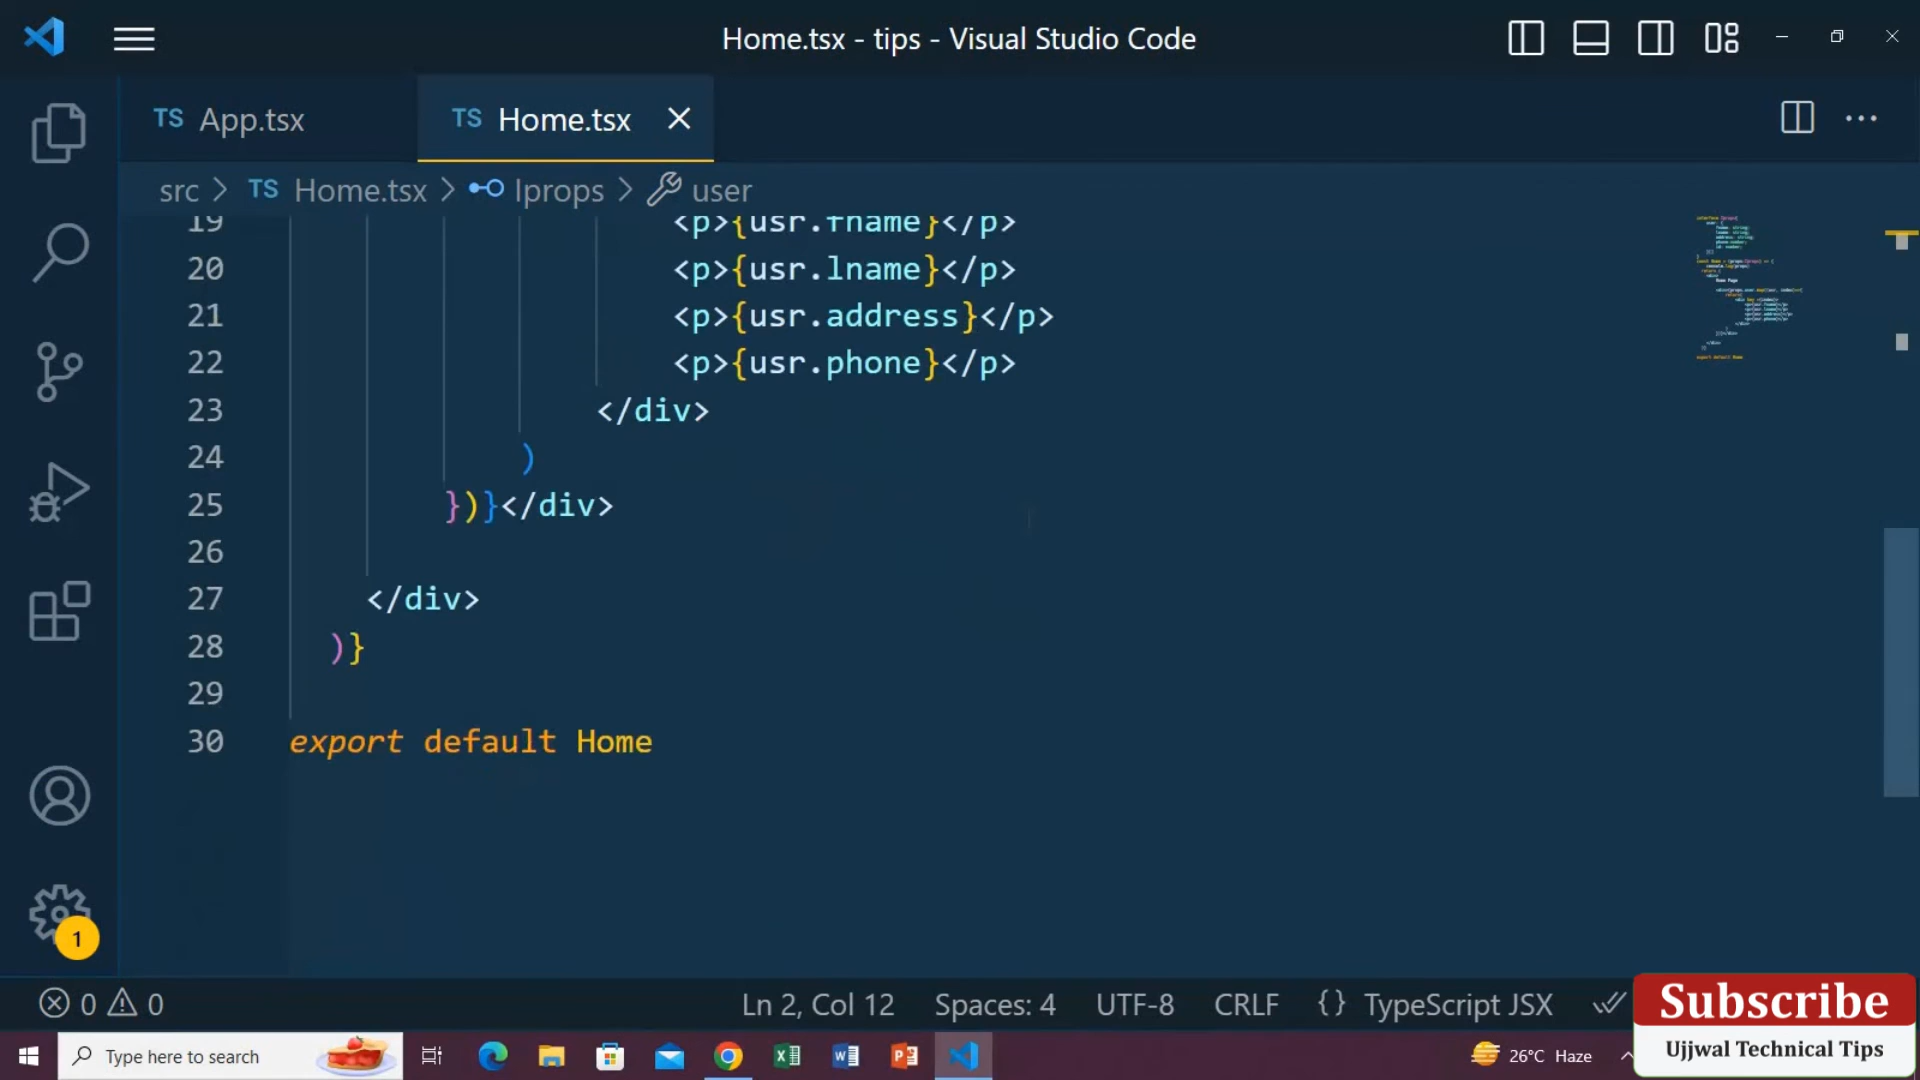 Home.tsx - tips - Visual Studio Code
TS App.tsx
TS Home.tsx
src > TS Home.tsx > Iprops > user
19 <p>{usr.fname}</p>
20 <p>{usr.lname}</p>
21 <p>{usr.address}</p>
22 <p>{usr.phone}</p>
23 </div>
24 )
25 })}</div>
26
27 </div>
28 )}
29
30 export default Home
1
0 0
Ln 2, Col 12
Spaces: 4
UTF-8
CRLF
{ } TypeScript JSX
Subscribe
Ujjwal Technical Tips
Type here to search
26°C Haze